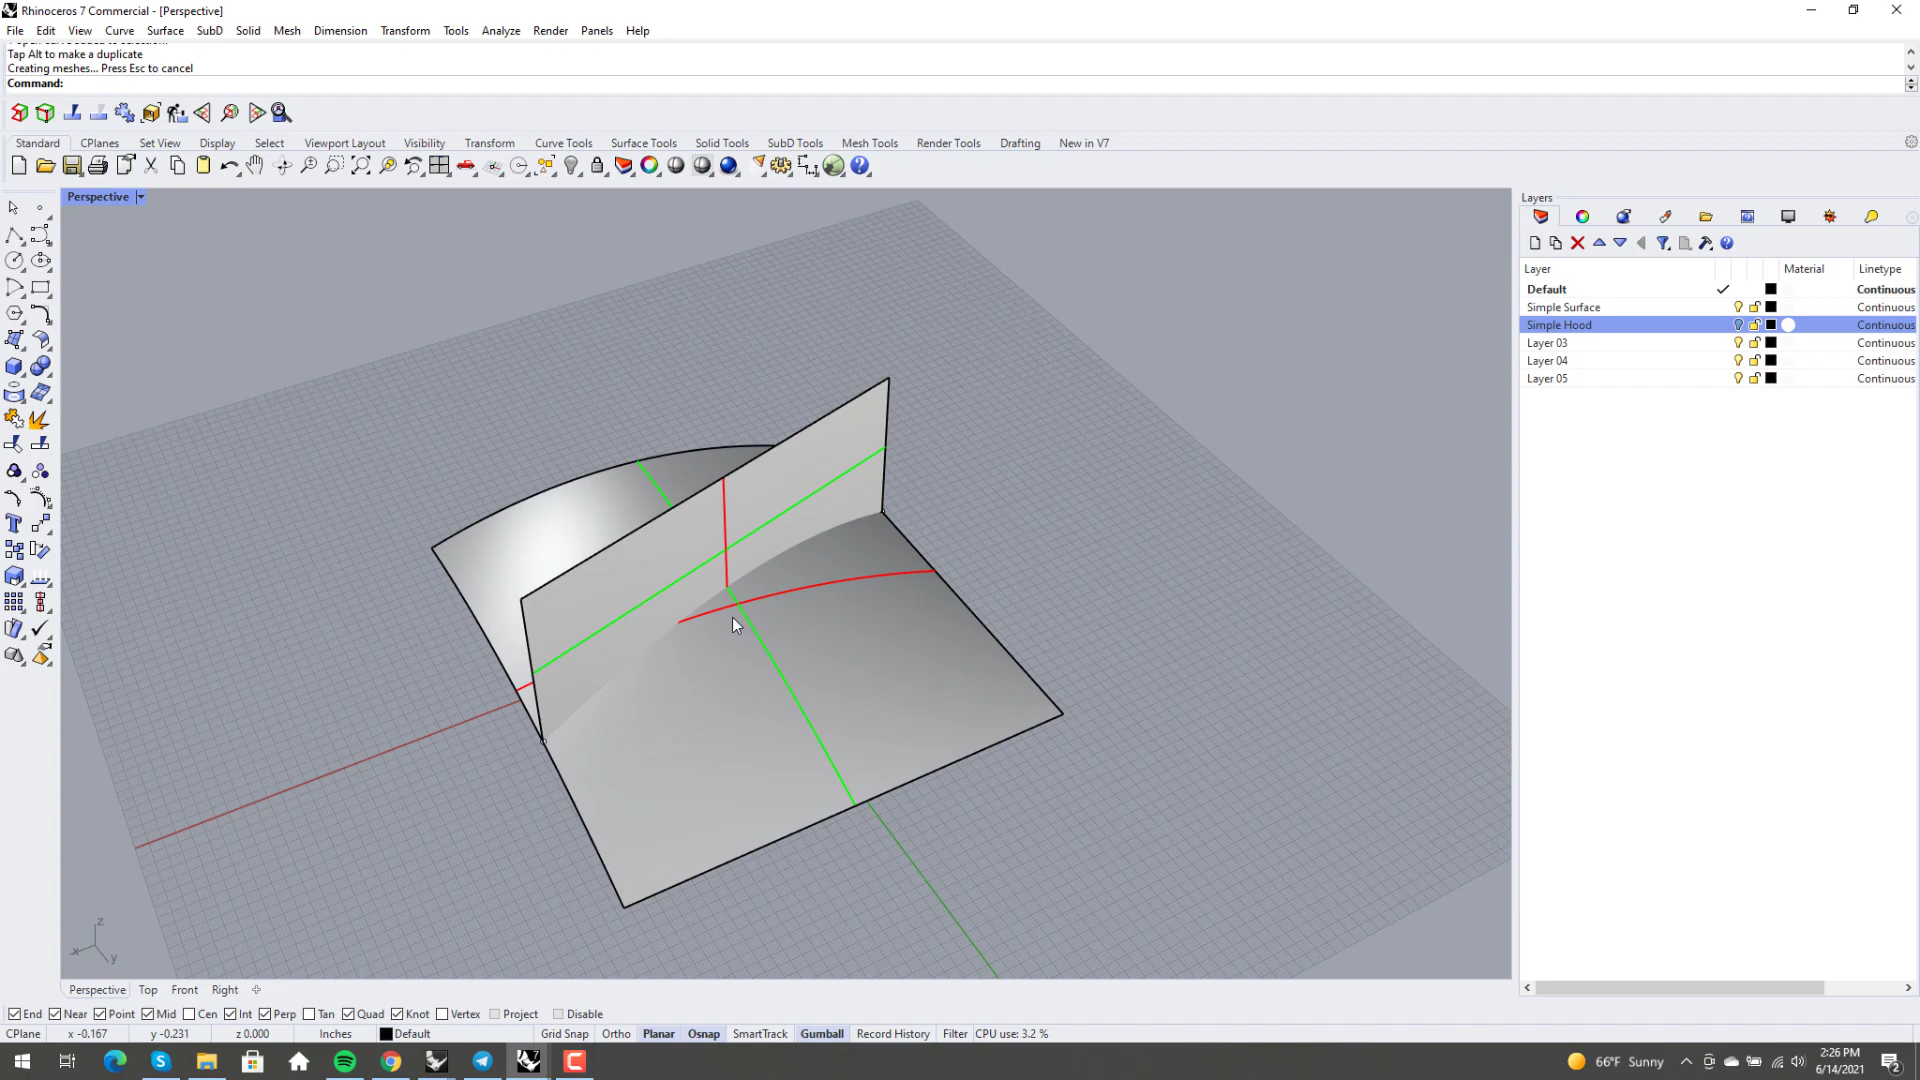 Rhinoceros 7 Commercial - [Perspective]
File Edit View Curve Surface SubD Solid Mesh Dimension Transform Tools Analyze Render Panels Help
Tap Alt to make a duplicate
Creating meshes... Press Esc to cancel
Command:
Standard CPlanes Set View Display Select Viewport Layout Visibility Transform Curve Tools Surface Tools Solid Tools SubD Tools Mesh Tools Render Tools Drafting New in V7
Perspective
Layers
Layer Material Linetype
Default Continuous
Simple Surface Continuous
Simple Hood Continuous
Layer 03 Continuous
Layer 04 Continuous
Layer 05 Continuous
z
x
y
Perspective Top Front Right
End Near Point Mid Cen Int Perp Tan Quad Knot Vertex Project Disable
CPlane x -0.167 y -0.231 z 0.000 Inches Default Grid Snap Ortho Planar Osnap SmartTrack Gumball Record History Filter CPU use: 3.2 %
66°F Sunny
2:26 PM
6/14/2021
2